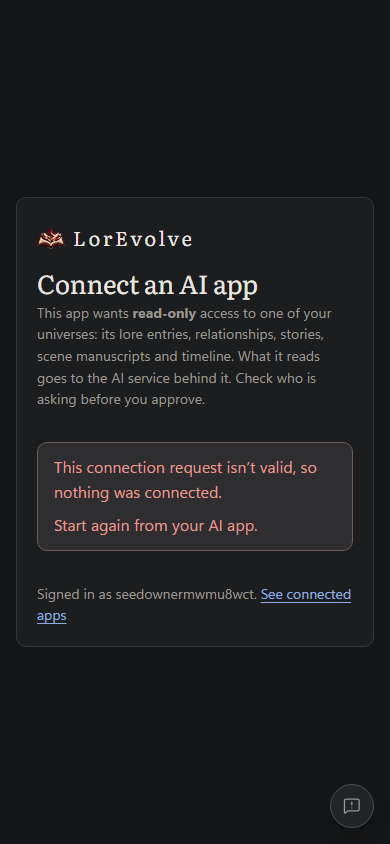 LorEvolve
Connect an AI app
This app wants read-only access to one of your
universes: its lore entries, relationships, stories,
scene manuscripts and timeline. What it reads
goes to the AI service behind it. Check who is
asking before you approve.
This connection request isn’t valid, so
nothing was connected.
Start again from your AI app.
Signed in as seedownermwmu8wct. See connected
apps